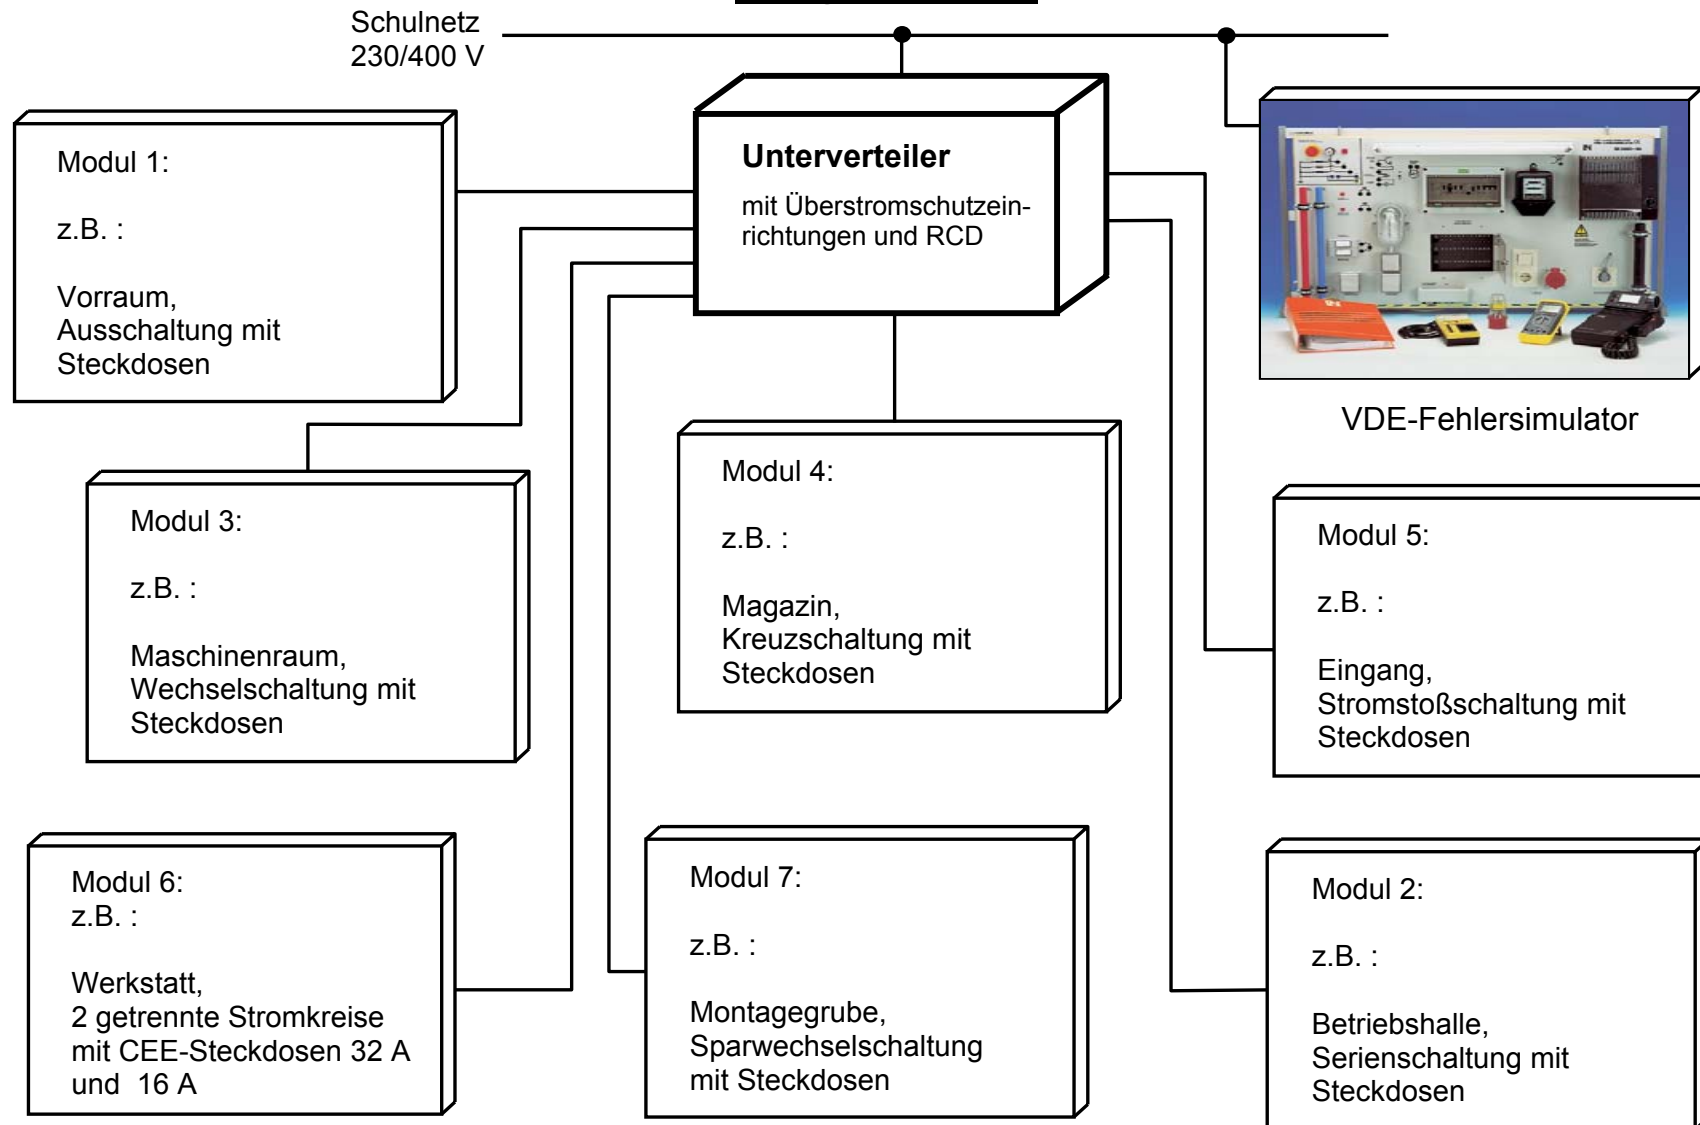 Schulnetz
230/400 V
Modul 1:
z.B. :
Vorraum,
Ausschaltung mit
Steckdosen
Unterverteiler
mit Überstromschutzein-
richtungen und RCD
VDE-Fehlersimulator
Modul 3:
z.B. :
Maschinenraum,
Wechselschaltung mit
Steckdosen
Modul 4:
z.B. :
Magazin,
Kreuzschaltung mit
Steckdosen
Modul 5:
z.B. :
Eingang,
Stromstoßschaltung mit
Steckdosen
Modul 6:
z.B. :
Werkstatt,
2 getrennte Stromkreise
mit CEE-Steckdosen 32 A
und 16 A
Modul 7:
z.B. :
Montagegrube,
Sparwechselschaltung
mit Steckdosen
Modul 2:
z.B. :
Betriebshalle,
Serienschaltung mit
Steckdosen